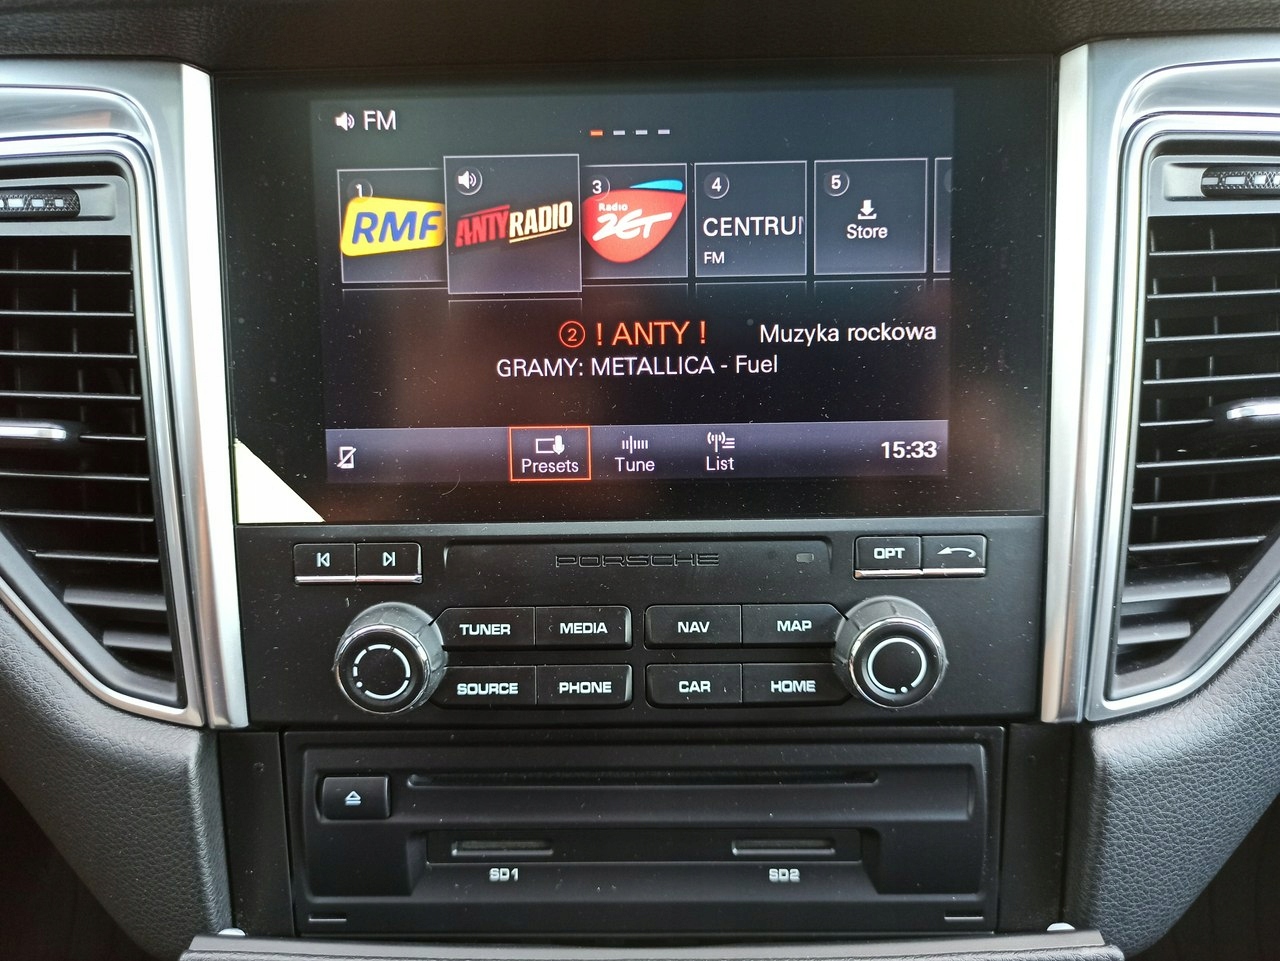 FM
1
RMF
ANTYRADIO
3
Radio
ZET
4
CENTRU
FM
5
Store
2 ! ANTY !
Muzyka rockowa
GRAMY: METALLICA - Fuel
Presets
Tune
List
15:33
PORSCHE
OPT
TUNER
MEDIA
NAV
MAP
SOURCE
PHONE
CAR
HOME
SD1
SD2